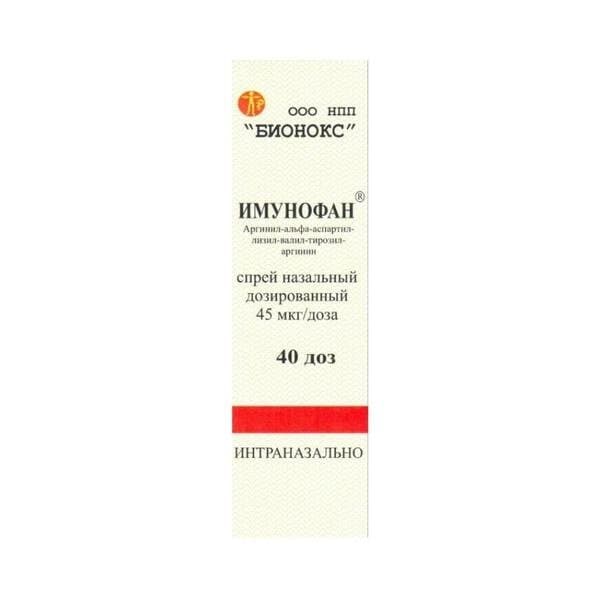 ООО НПП
"БИОНОКС"
ИМУНОФАН®
Аргинил-альфа-аспартил-
лизил-валил-тирозил-
аргинин
спрей назальный
дозированный
45 мкг/доза
40 доз
ИНТРАНАЗАЛЬНО